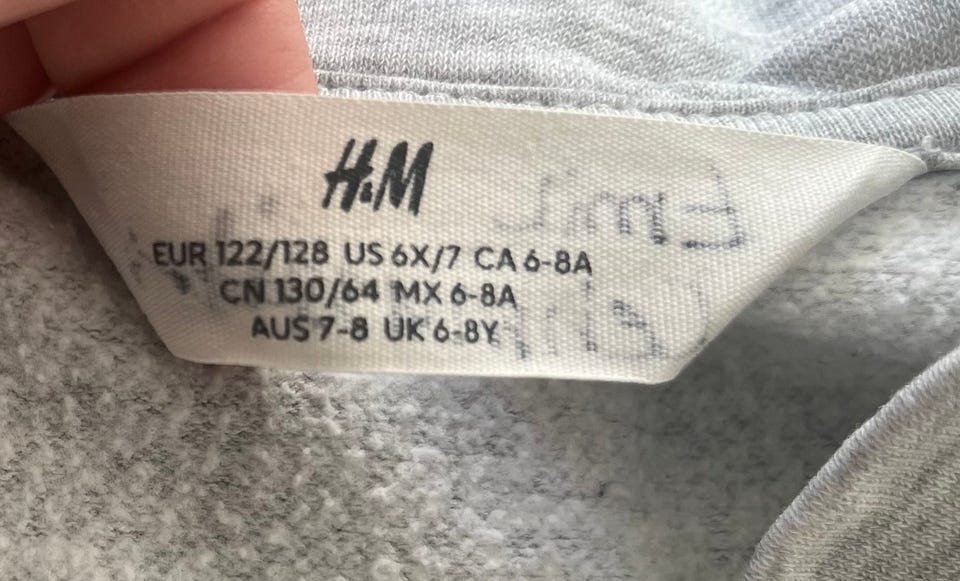 H&M
EUR 122/128 US 6X/7 CA 6-8A
CN 130/64 MX 6-8A
AUS 7-8 UK 6-8Y
Emil